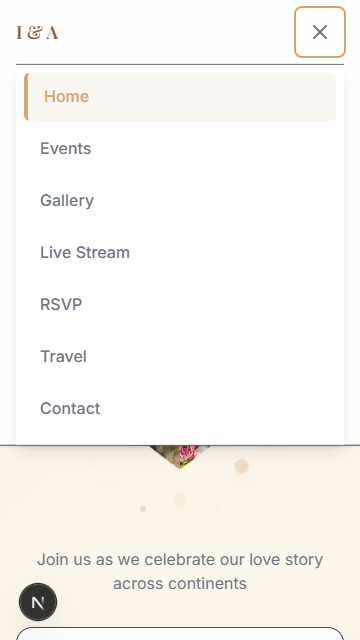 I & A
Home
Events
Gallery
Live Stream
RSVP
Travel
Contact
Join us as we celebrate our love story
across continents
N